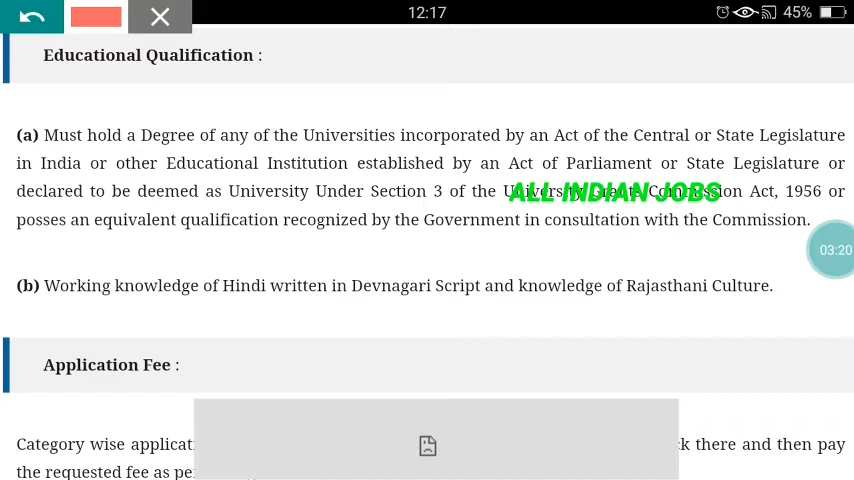 12:17
45%
Educational Qualification :
(a) Must hold a Degree of any of the Universities incorporated by an Act of the Central or State Legislature
in India or other Educational Institution established by an Act of Parliament or State Legislature or
declared to be deemed as University Under Section 3 of the University Grants Commission Act, 1956 or
ALL INDIAN JOBS
posses an equivalent qualification recognized by the Government in consultation with the Commission.
03:20
(b) Working knowledge of Hindi written in Devnagari Script and knowledge of Rajasthani Culture.
Application Fee :
Category wise applicati ck there and then pay
the requested fee as pe